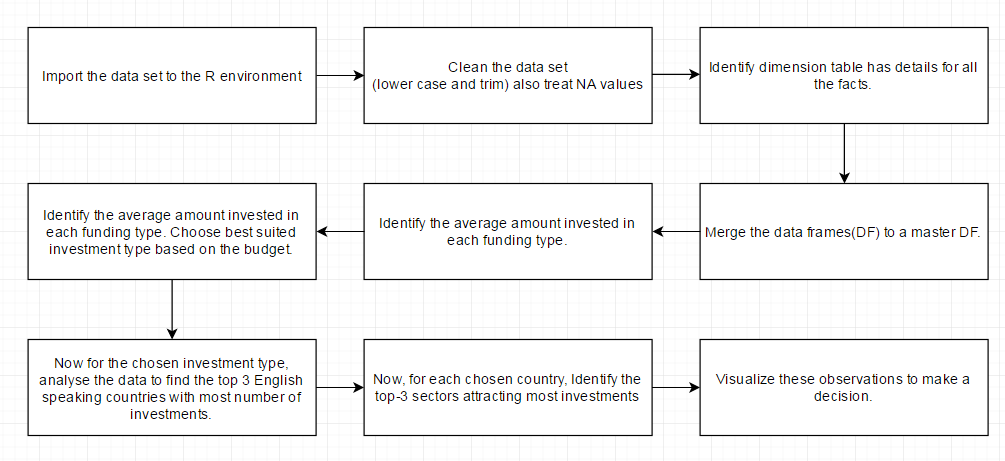 Import the data set to the R environment
Clean the data set
(lower case and trim) also treat NA values
Identify dimension table has details for all
the facts.
Merge the data frames(DF) to a master DF.
Identify the average amount invested in
each funding type.
Identify the average amount invested in
each funding type. Choose best suited
investment type based on the budget.
Now for the chosen investment type,
analyse the data to find the top 3 English
speaking countries with most number of
investments.
Now, for each chosen country, Identify the
top-3 sectors attracting most investments
Visualize these observations to make a
decision.